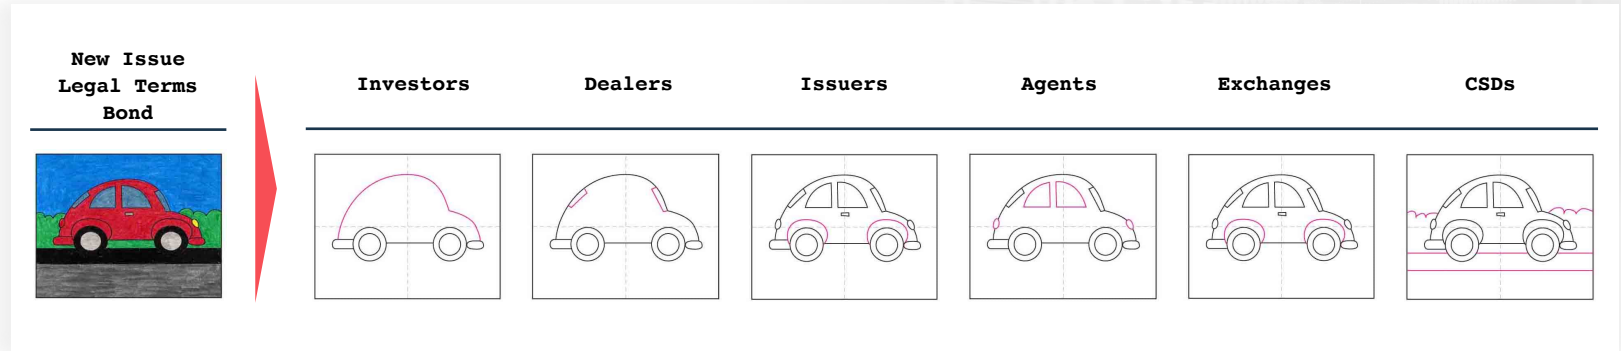 New Issue
Legal Terms
Bond
Investors
Dealers
Issuers
Agents
Exchanges
CSDs